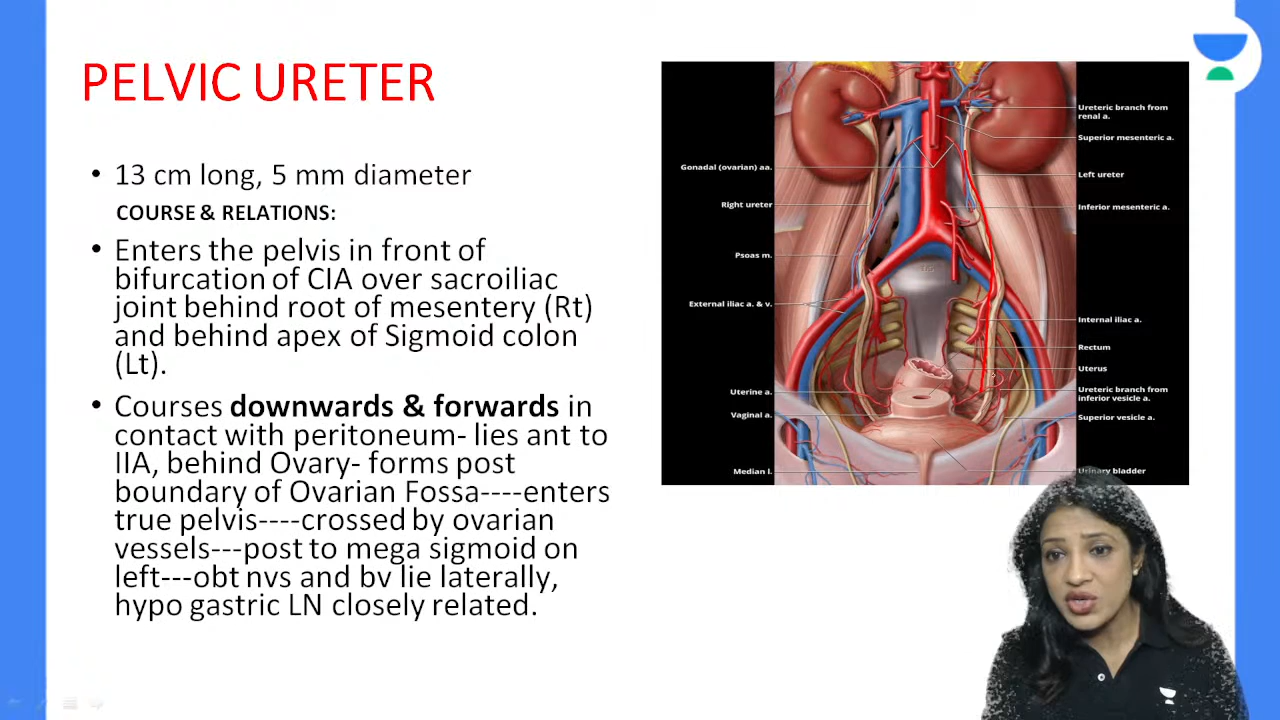 PELVIC URETER
• 13 cm long, 5 mm diameter
COURSE & RELATIONS:
• Enters the pelvis in front of
bifurcation of CIA over sacroiliac
joint behind root of mesentery (Rt)
and behind apex of Sigmoid colon
(Lt).
• Courses downwards & forwards in
contact with peritoneum- lies ant to
IIA, behind Ovary- forms post
boundary of Ovarian Fossa----enters
true pelvis----crossed by ovarian
vessels---post to mega sigmoid on
left---obt nvs and bv lie laterally,
hypo gastric LN closely related.
Gonadal (ovarian) aa.
Right ureter
Psoas m.
External iliac a. & v.
Uterine a.
Vaginal a.
Median l.
Ureteric branch from
renal a.
Superior mesenteric a.
Left ureter
Inferior mesenteric a.
Internal iliac a.
Rectum
Uterus
Ureteric branch from
inferior vesicle a.
Superior vesicle a.
Urinary bladder